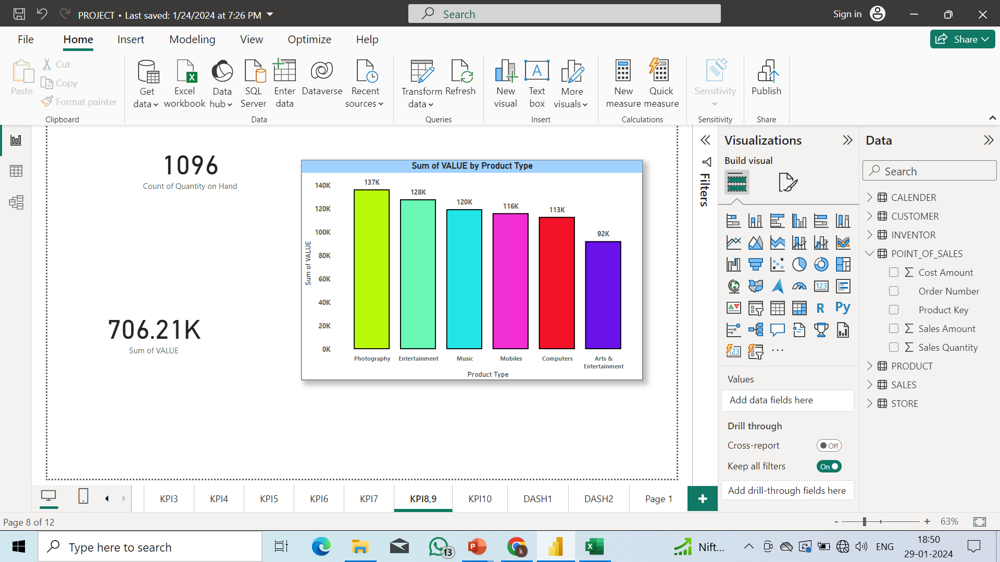 PROJECT • Last saved: 1/24/2024 at 7:26 PM
Search
Sign in
File
Home
Insert
Modeling
View
Optimize
Help
Share
Paste
Cut
Copy
Format painter
Clipboard
Get data
Excel workbook
Data hub
SQL Server
Enter data
Dataverse
Recent sources
Data
Transform data
Refresh
Queries
New visual
Text box
A
More visuals
Insert
New measure
Quick measure
Calculations
Sensitivity
Sensitivity
Publish
Share
1096
Count of Quantity on Hand
706.21K
Sum of VALUE
Sum of VALUE by Product Type
140K
120K
100K
80K
60K
40K
20K
0K
Sum of VALUE
137K
128K
120K
116K
113K
92K
Photography
Entertainment
Music
Mobiles
Computers
Arts &
Entertainment
Product Type
Filters
Visualizations
Build visual
123
R
Py
123
Values
Add data fields here
Drill through
Cross-report
Off
Keep all filters
On
Add drill-through fields here
Data
Search
CALENDER
CUSTOMER
INVENTOR
POINT_OF_SALES
Cost Amount
Order Number
Product Key
Sales Amount
Sales Quantity
PRODUCT
SALES
STORE
KPI3
KPI4
KPI5
KPI6
KPI7
KPI8,9
KPI10
DASH1
DASH2
Page 1
Page 8 of 12
63%
Type here to search
13
Nift...
ENG
18:50
29-01-2024